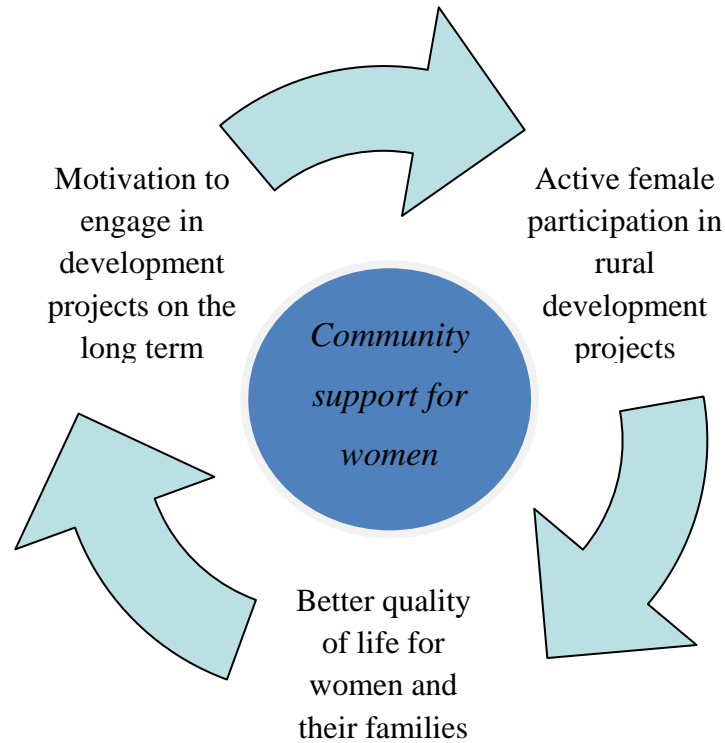 Motivation to
engage in
development
projects on the
long term
Active female
participation in
rural
development
projects
Community
support for
women
Better quality
of life for
women and
their families